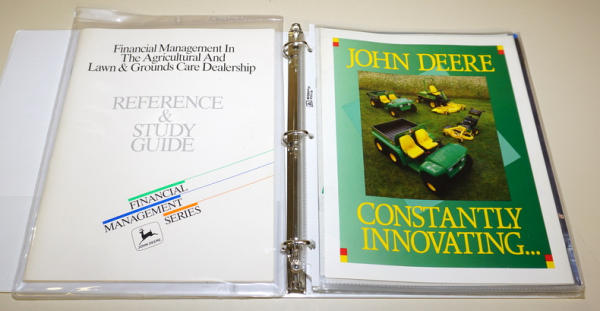 Financial Management In
The Agricultural And
Lawn & Grounds Care Dealership
REFERENCE
&
STUDY
GUIDE
FINANCIAL
MANAGEMENT
SERIES
JOHN DEERE
JOHN DEERE
CONSTANTLY
INNOVATING...